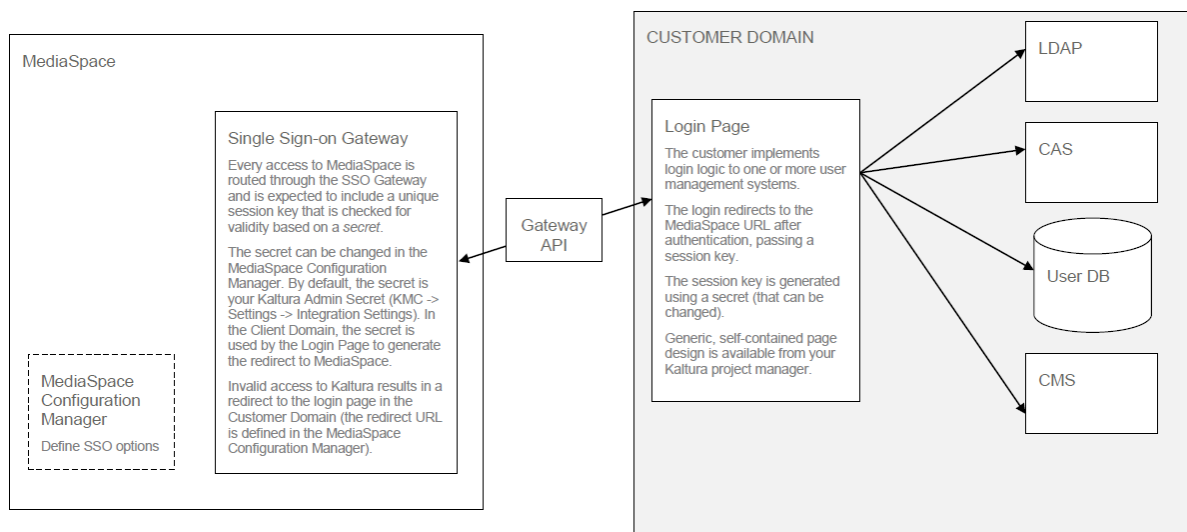 MediaSpace
Single Sign-on Gateway
Every access to MediaSpace is
routed through the SSO Gateway
and is expected to include a unique
session key that is checked for
validity based on a secret.
The secret can be changed in the
MediaSpace Configuration
Manager. By default, the secret is
your Kaltura Admin Secret (KMC ->
Settings -> Integration Settings). In
the Client Domain, the secret is
used by the Login Page to generate
the redirect to MediaSpace.
Invalid access to Kaltura results in a
redirect to the login page in the
Customer Domain (the redirect URL
is defined in the MediaSpace
Configuration Manager).
MediaSpace
Configuration
Manager
Define SSO options
Gateway
API
CUSTOMER DOMAIN
Login Page
The customer implements
login logic to one or more user
management systems.
The login redirects to the
MediaSpace URL after
authentication, passing a
session key.
The session key is generated
using a secret (that can be
changed).
Generic, self-contained page
design is available from your
Kaltura project manager.
LDAP
CAS
User DB
CMS